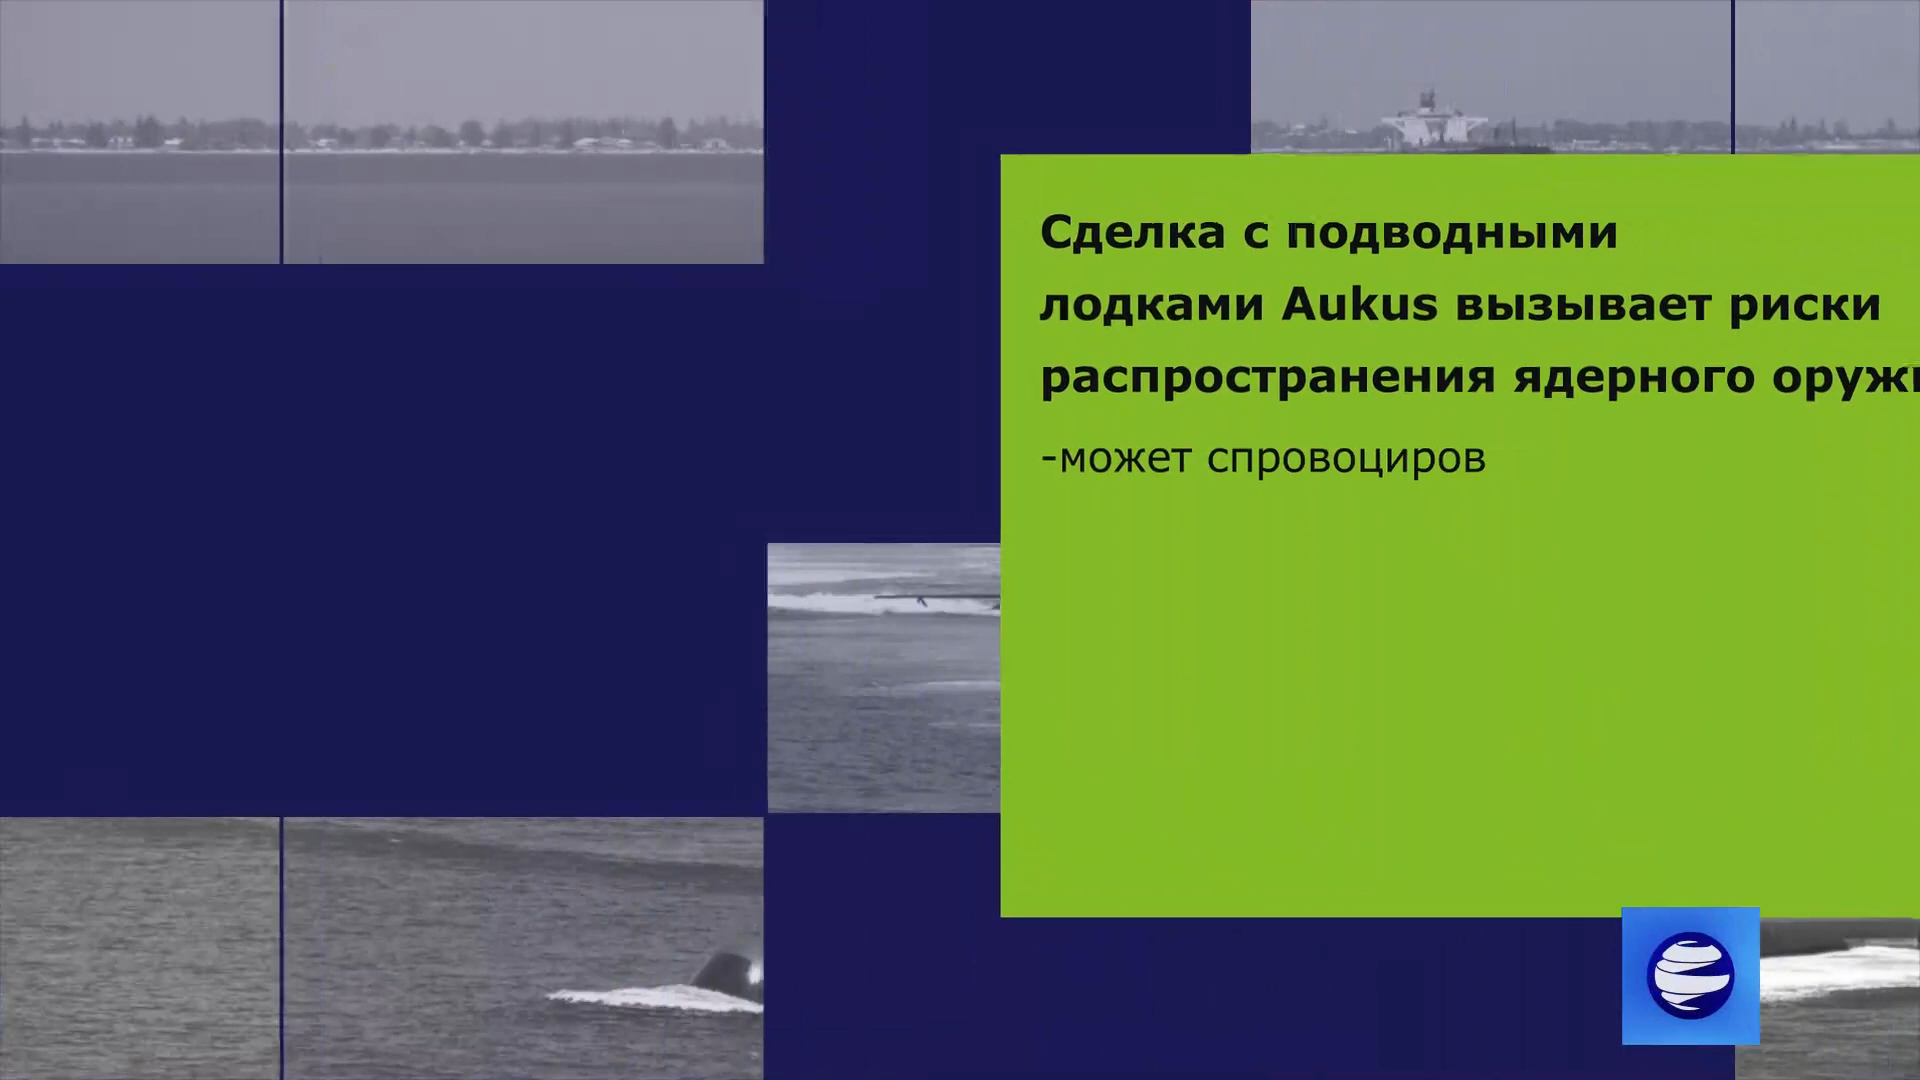 Сделка с подводными
лодками Aukus вызывает риски
распространения ядерного
-может спровоциров